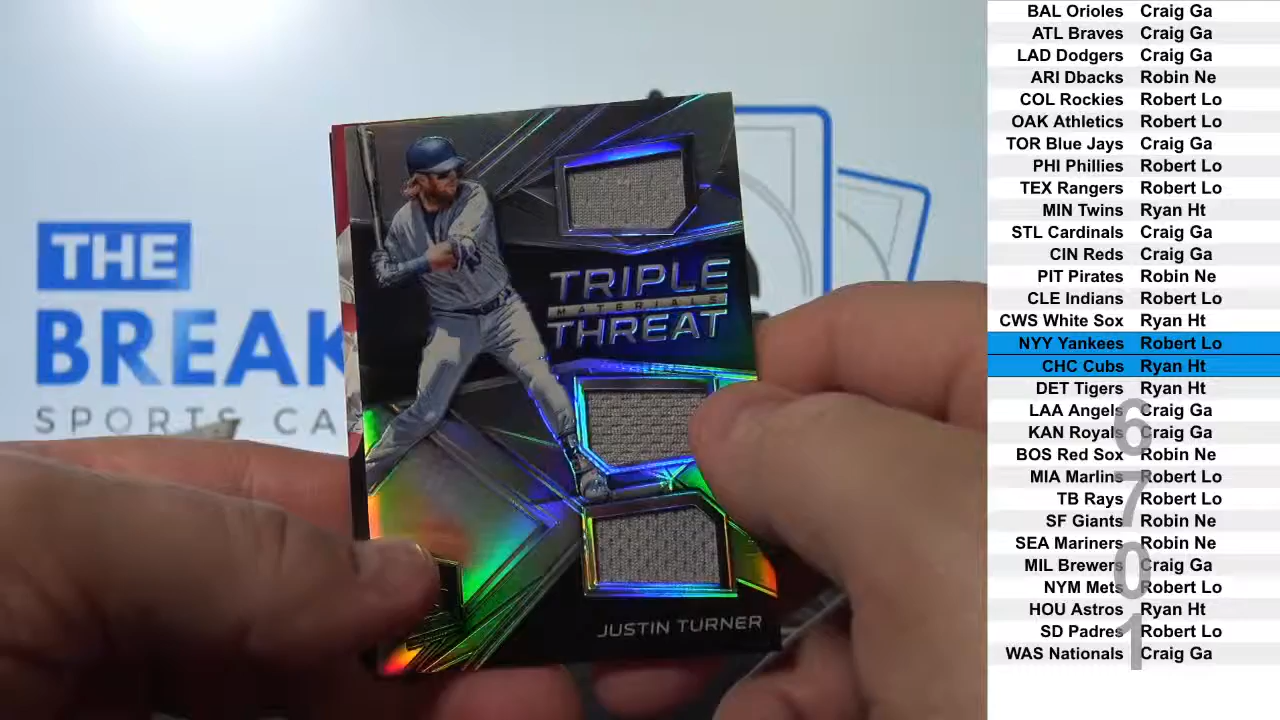 THE
BREAK
SPORTS CA
TRIPLE
MATERIALS
THREAT
JUSTIN TURNER
BAL Orioles Craig Ga
ATL Braves Craig Ga
LAD Dodgers Craig Ga
ARI Dbacks Robin Ne
COL Rockies Robert Lo
OAK Athletics Robert Lo
TOR Blue Jays Craig Ga
PHI Phillies Robert Lo
TEX Rangers Robert Lo
MIN Twins Ryan Ht
STL Cardinals Craig Ga
CIN Reds Craig Ga
PIT Pirates Robin Ne
CLE Indians Robert Lo
CWS White Sox Ryan Ht
NYY Yankees Robert Lo
CHC Cubs Ryan Ht
DET Tigers Ryan Ht
LAA Angels Craig Ga
KAN Royals Craig Ga
BOS Red Sox Robin Ne
MIA Marlins Robert Lo
TB Rays Robert Lo
SF Giants Robin Ne
SEA Mariners Robin Ne
MIL Brewers Craig Ga
NYM Mets Robert Lo
HOU Astros Ryan Ht
SD Padres Robert Lo
WAS Nationals Craig Ga
6
7
0
1